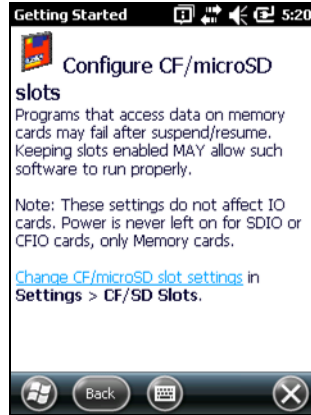 Getting Started 5:20
Configure CF/microSD
slots
Programs that access data on memory
cards may fail after suspend/resume.
Keeping slots enabled MAY allow such
software to run properly.
Note: These settings do not affect IO
cards. Power is never left on for SDIO or
CFIO cards, only Memory cards.
Change CF/microSD slot settings in
Settings > CF/SD Slots.
Back